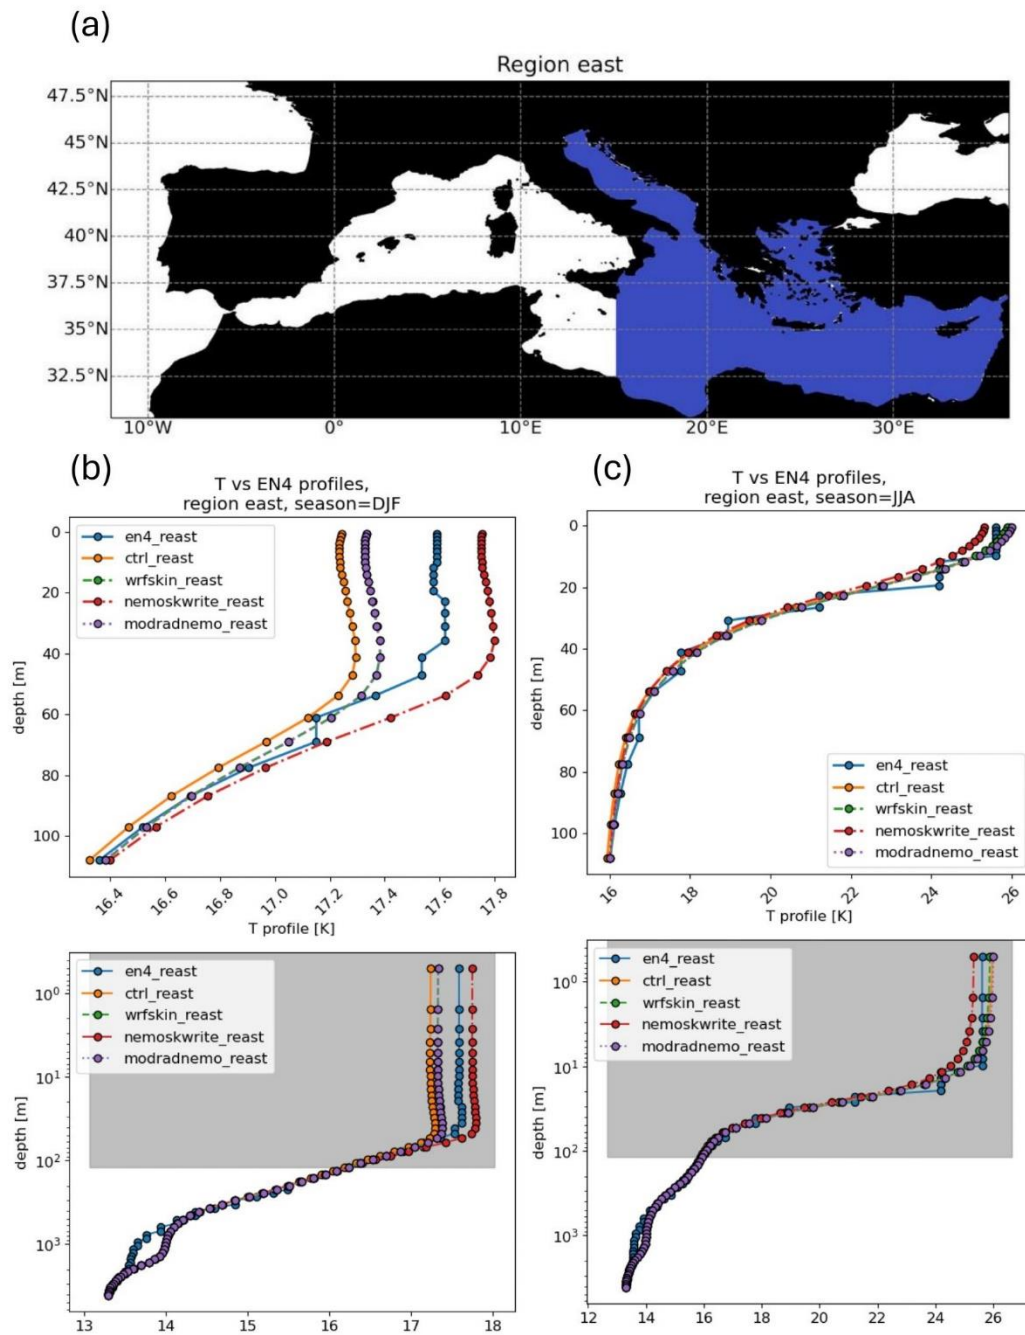 (a)
Region east
47.5°N
45°N
42.5°N
40°N
37.5°N
35°N
32.5°N
10°W
0°
10°E
20°E
30°E
(b)
T vs EN4 profiles,
region east, season=DJF
en4_reast
ctrl_reast
wrfskin_reast
nemoskwrite_reast
modradnemo_reast
depth [m]
0
20
40
60
80
100
16.4
16.6
16.8
17.0
17.2
17.4
17.6
17.8
T profile [K]
(c)
T vs EN4 profiles,
region east, season=JJA
en4_reast
ctrl_reast
wrfskin_reast
nemoskwrite_reast
modradnemo_reast
depth [m]
0
20
40
60
80
100
16
18
20
22
24
26
T profile [K]
en4_reast
ctrl_reast
wrfskin_reast
nemoskwrite_reast
modradnemo_reast
depth [m]
10⁰
10¹
10²
10³
13
14
15
16
17
18
en4_reast
ctrl_reast
wrfskin_reast
nemoskwrite_reast
modradnemo_reast
depth [m]
10⁰
10¹
10²
10³
12
14
16
18
20
22
24
26